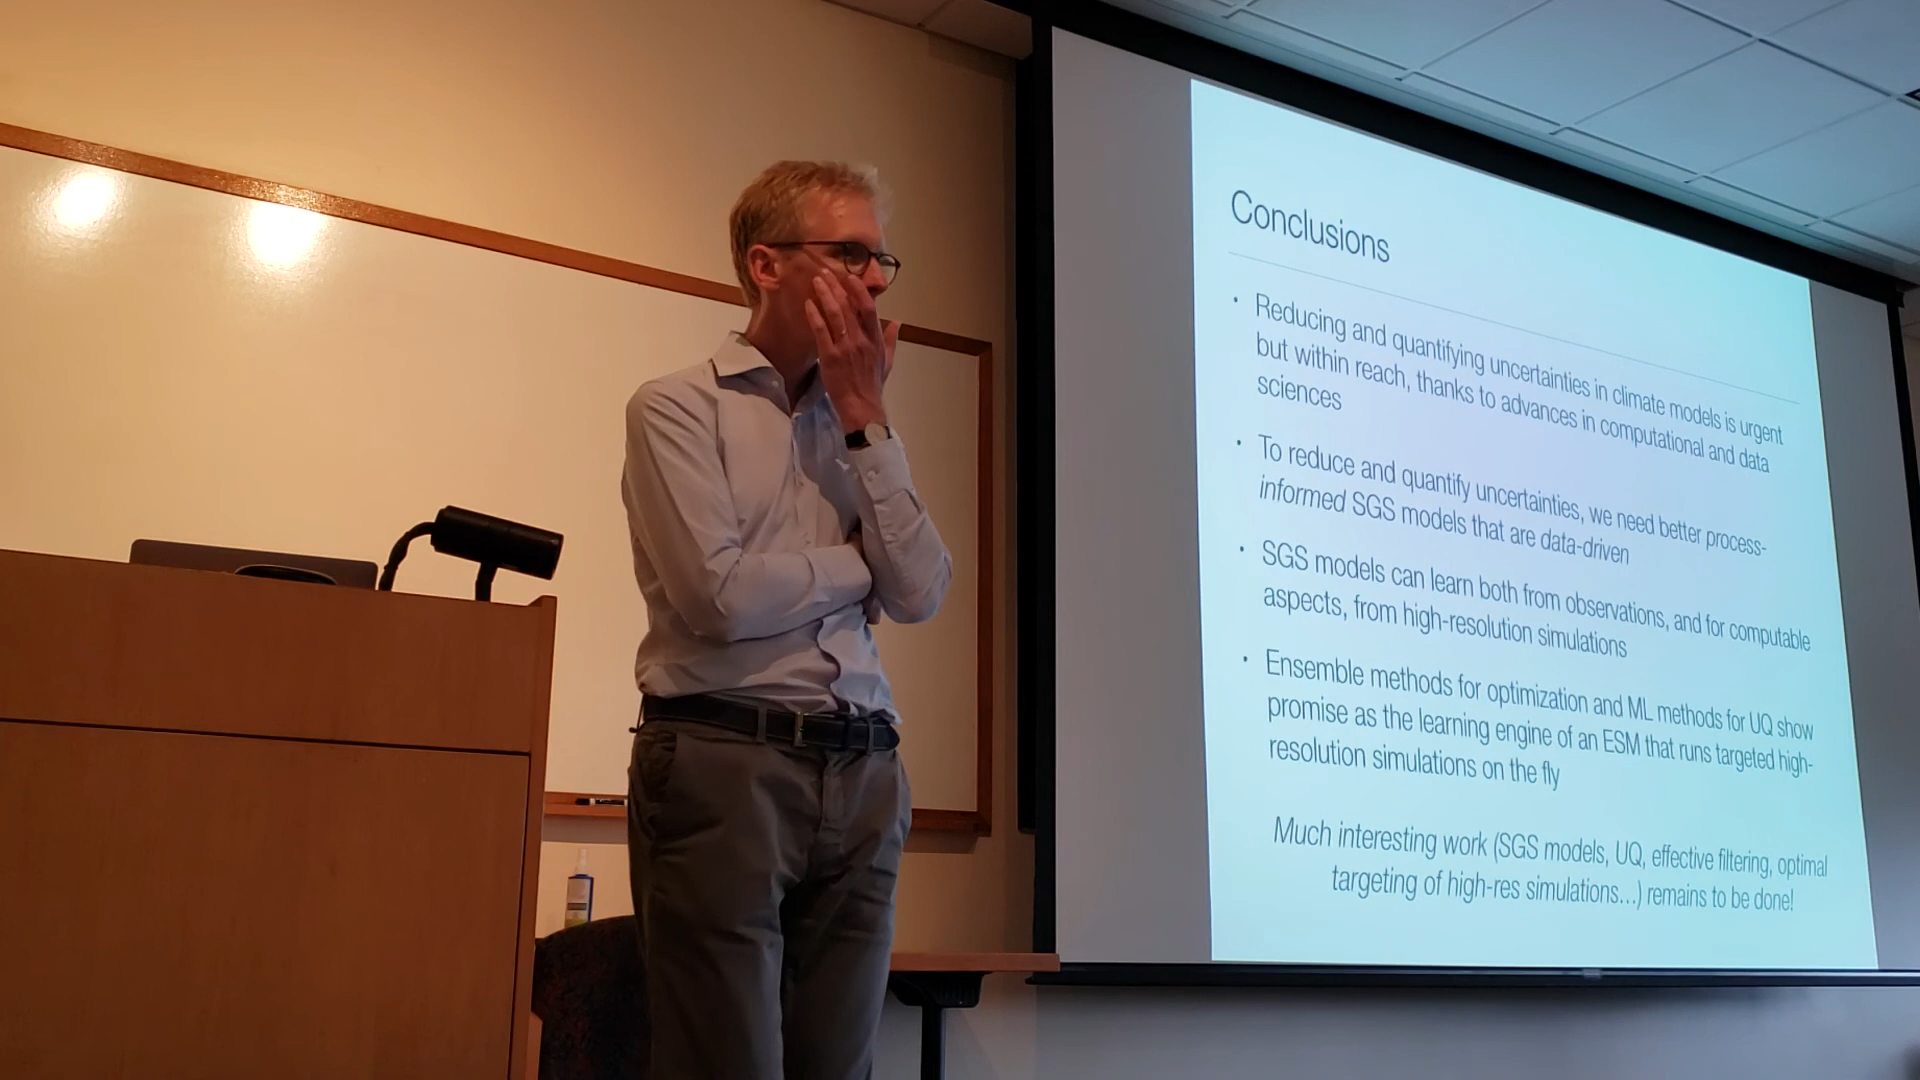 Conclusions
• Reducing and quantifying uncertainties in climate models is urgent
but within reach, thanks to advances in computational and data
sciences
• To reduce and quantify uncertainties, we need better process-
informed SGS models that are data-driven
• SGS models can learn both from observations, and for computable
aspects, from high-resolution simulations
• Ensemble methods for optimization and ML methods for UQ show
promise as the learning engine of an ESM that runs targeted high-
resolution simulations on the fly
Much interesting work (SGS models, UQ, effective filtering, optimal
targeting of high-res simulations...) remains to be done!